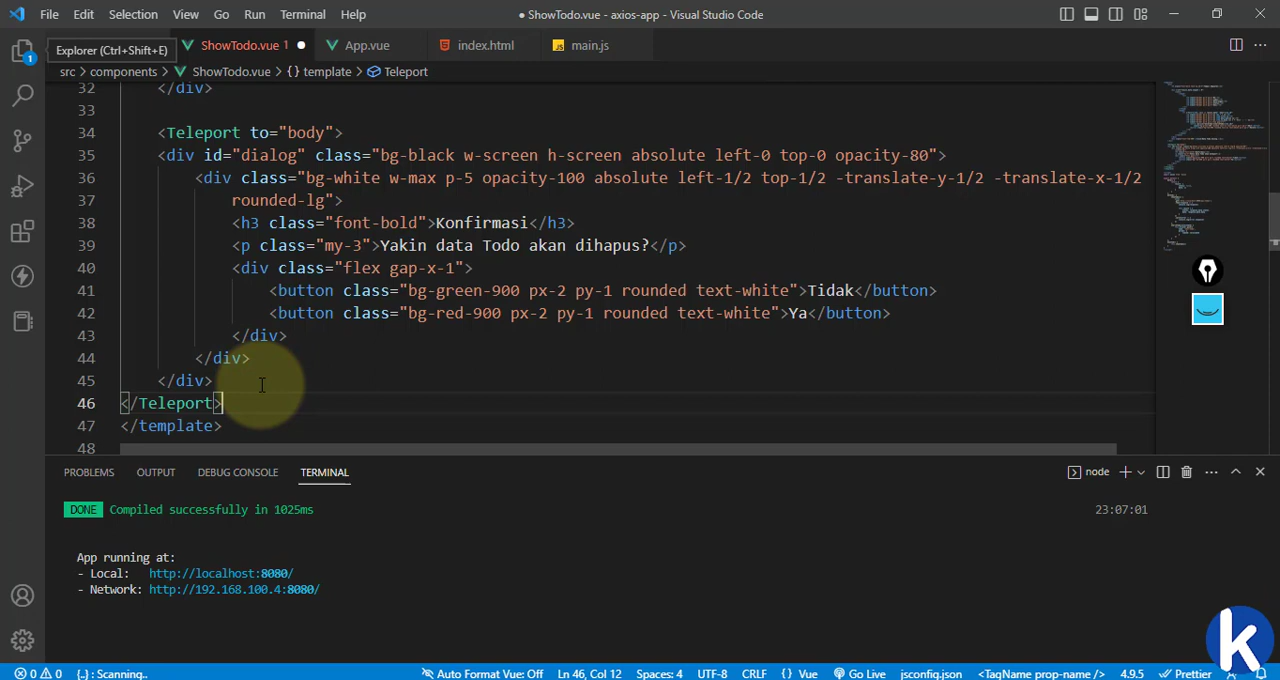 File Edit Selection View Go Run Terminal Help ● ShowTodo.vue - axios-app - Visual Studio Code
Explorer (Ctrl+Shift+E) ShowTodo.vue 1 ● App.vue index.html JS main.js
src > components > ShowTodo.vue > {} template > Teleport
32 </div>
33
34 <Teleport to="body">
35 <div id="dialog" class="bg-black w-screen h-screen absolute left-0 top-0 opacity-80">
36 <div class="bg-white w-max p-5 opacity-100 absolute left-1/2 top-1/2 -translate-y-1/2 -translate-x-1/2
37 rounded-lg">
38 <h3 class="font-bold">Konfirmasi</h3>
39 <p class="my-3">Yakin data Todo akan dihapus?</p>
40 <div class="flex gap-x-1">
41 <button class="bg-green-900 px-2 py-1 rounded text-white">Tidak</button>
42 <button class="bg-red-900 px-2 py-1 rounded text-white">Ya</button>
43 </div>
44 </div>
45 </div>
46 </Teleport>
47 </template>
48
1
PROBLEMS OUTPUT DEBUG CONSOLE TERMINAL node
DONE Compiled successfully in 1025ms 23:07:01
App running at:
- Local: http://localhost:8080/
- Network: http://192.168.100.4:8080/
k
0 0 {..} : Scanning.. Auto Format Vue: Off Ln 46, Col 12 Spaces: 4 UTF-8 CRLF {} Vue Go Live jsconfig.json <TagName prop-name /> 4.9.5 Prettier